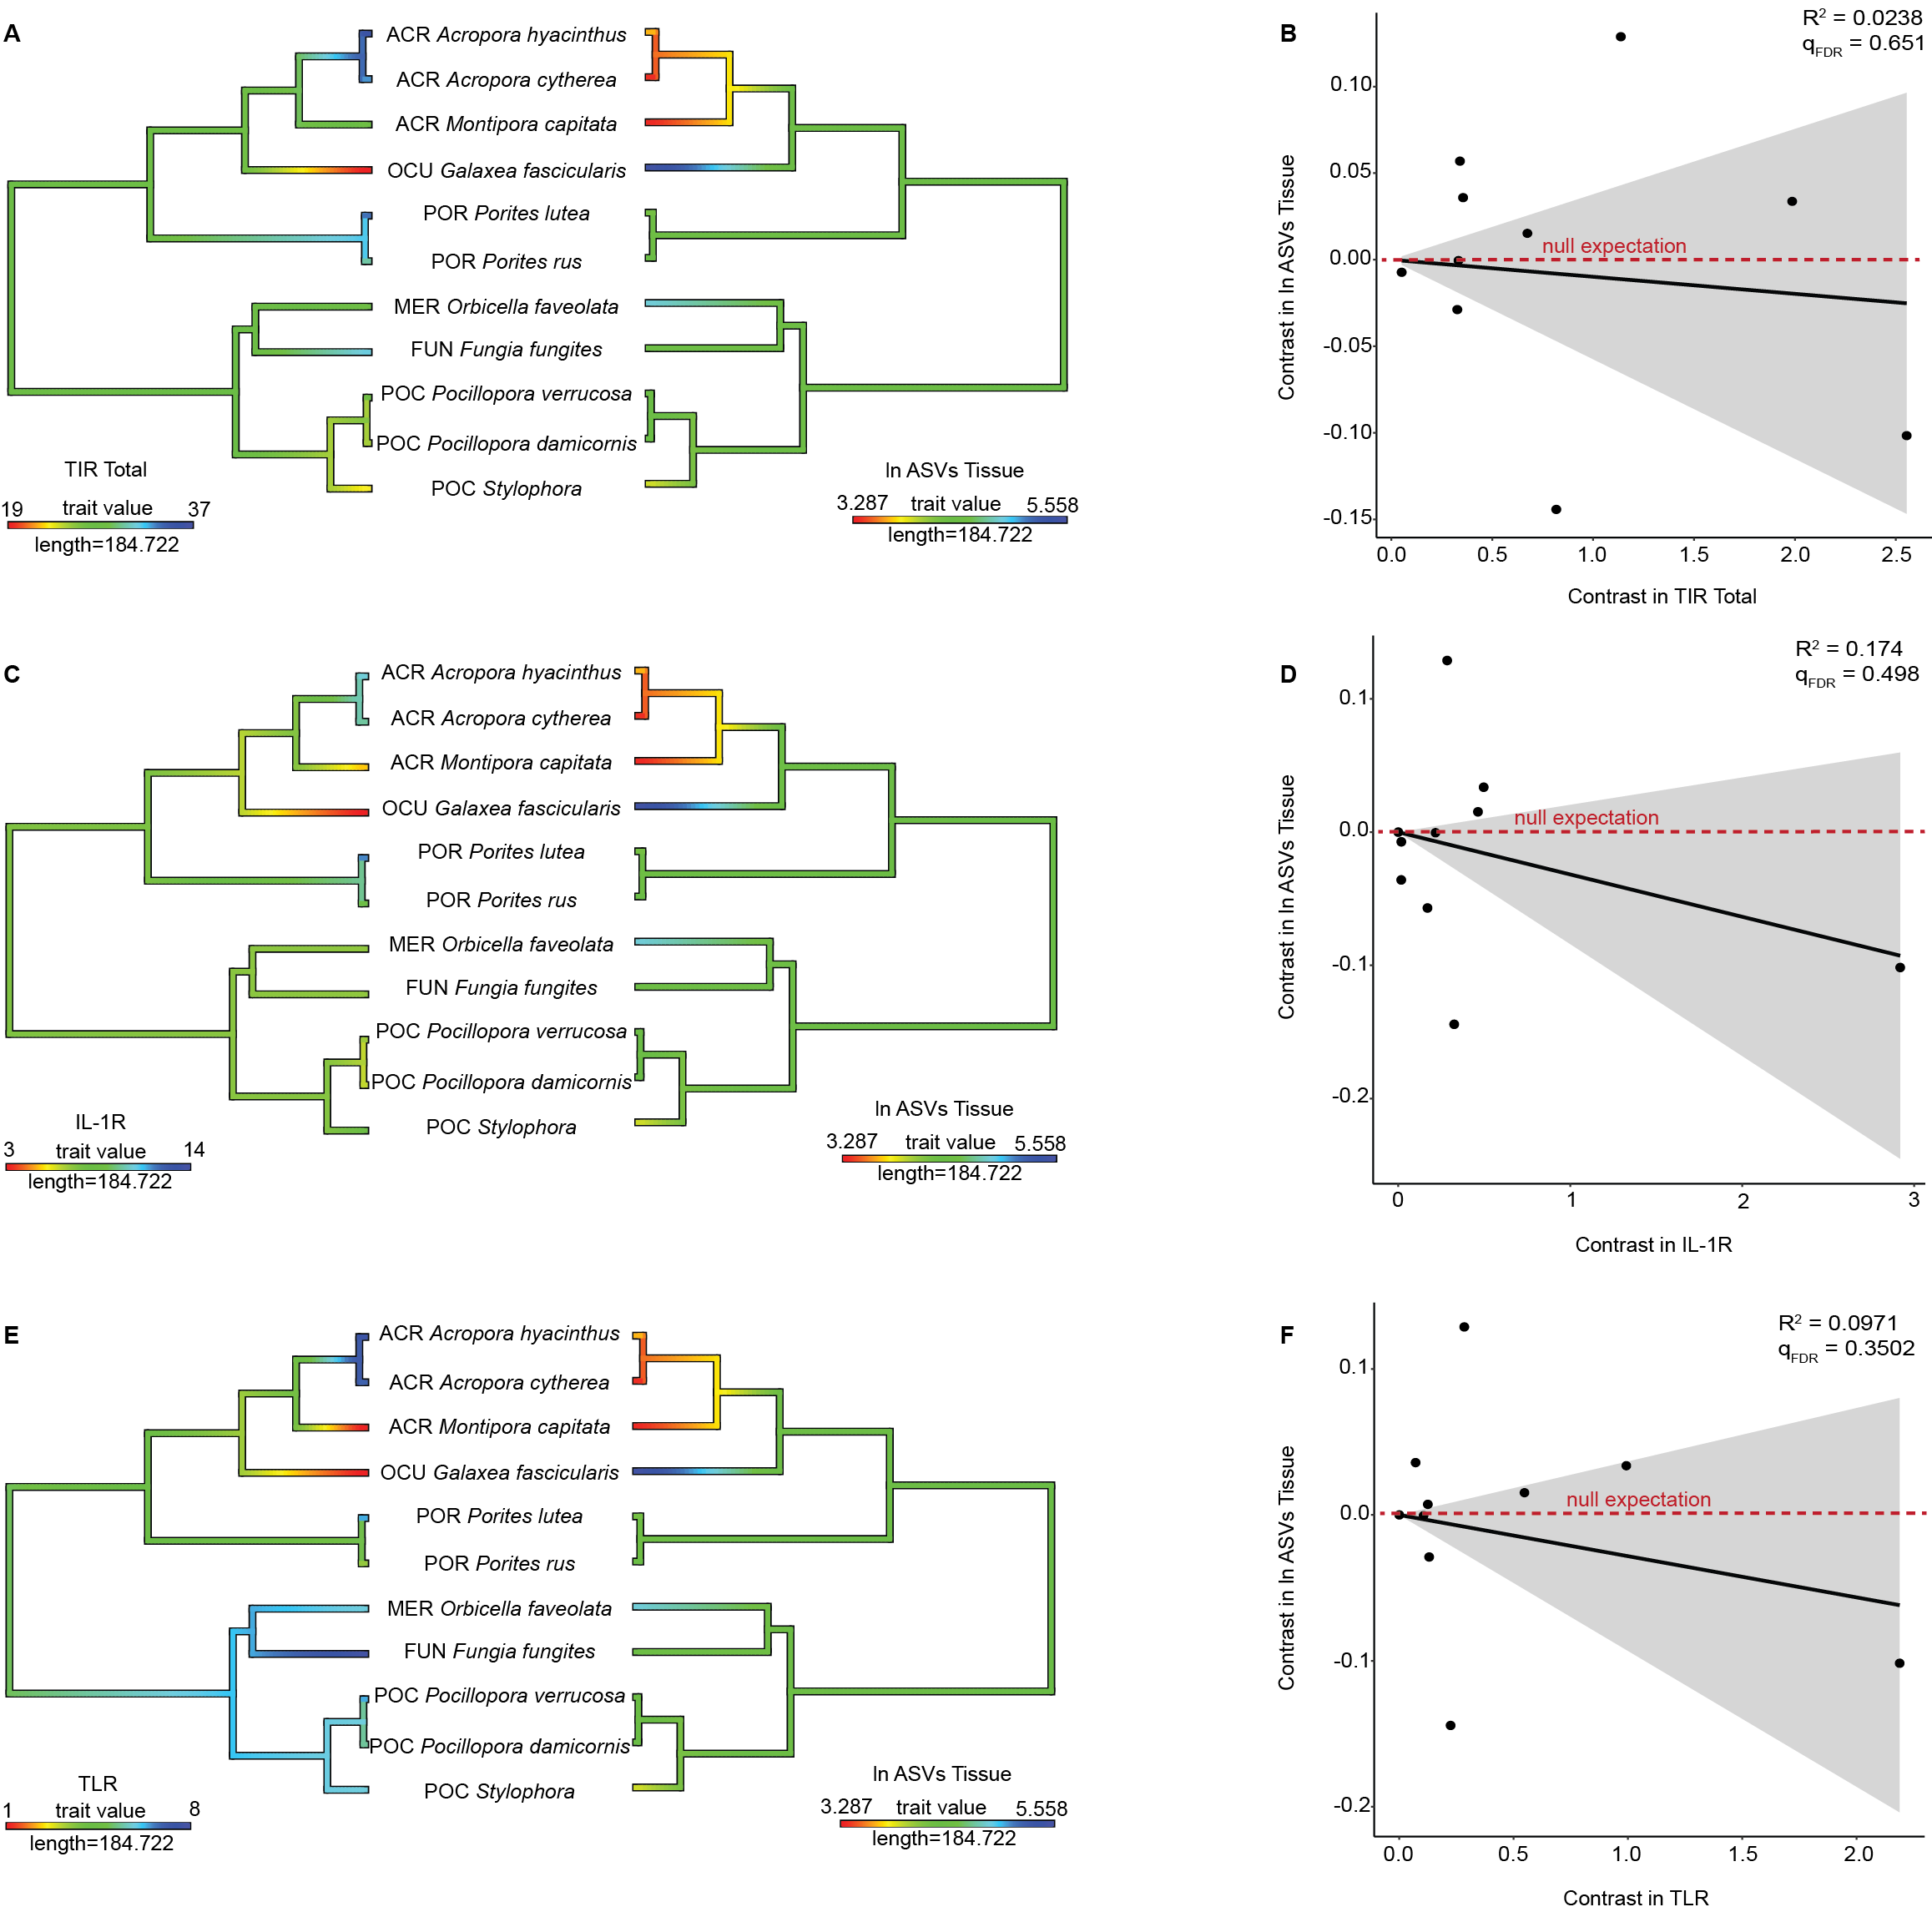 A
ACR Acropora hyacinthus
ACR Acropora cytherea
ACR Montipora capitata
OCU Galaxea fascicularis
POR Porites lutea
POR Porites rus
MER Orbicella faveolata
FUN Fungia fungites
POC Pocillopora verrucosa
POC Pocillopora damicornis
POC Stylophora
TIR Total
19 trait value 37
length=184.722
ln ASVs Tissue
3.287 trait value 5.558
length=184.722
B
R² = 0.0238
qFDR = 0.651
Contrast in ln ASVs Tissue
0.10
0.05
0.00
-0.05
-0.10
-0.15
null expectation
0.0 0.5 1.0 1.5 2.0 2.5
Contrast in TIR Total
C
ACR Acropora hyacinthus
ACR Acropora cytherea
ACR Montipora capitata
OCU Galaxea fascicularis
POR Porites lutea
POR Porites rus
MER Orbicella faveolata
FUN Fungia fungites
POC Pocillopora verrucosa
POC Pocillopora damicornis
POC Stylophora
IL-1R
3 trait value 14
length=184.722
ln ASVs Tissue
3.287 trait value 5.558
length=184.722
D
R² = 0.174
qFDR = 0.498
Contrast in ln ASVs Tissue
0.1
0.0
-0.1
-0.2
null expectation
0 1 2 3
Contrast in IL-1R
E
ACR Acropora hyacinthus
ACR Acropora cytherea
ACR Montipora capitata
OCU Galaxea fascicularis
POR Porites lutea
POR Porites rus
MER Orbicella faveolata
FUN Fungia fungites
POC Pocillopora verrucosa
POC Pocillopora damicornis
POC Stylophora
TLR
1 trait value 8
length=184.722
ln ASVs Tissue
3.287 trait value 5.558
length=184.722
F
R² = 0.0971
qFDR = 0.3502
Contrast in ln ASVs Tissue
0.1
0.0
-0.1
-0.2
null expectation
0.0 0.5 1.0 1.5 2.0
Contrast in TLR